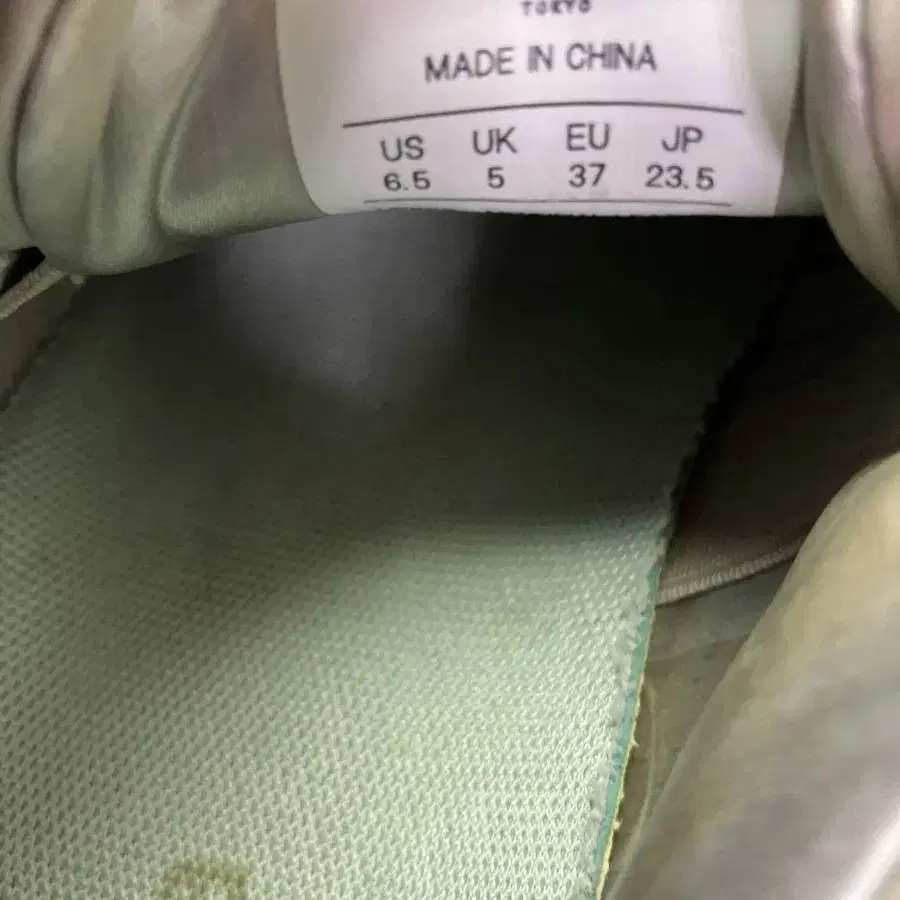 TOKYO
MADE IN CHINA
US UK EU JP
6.5 5 37 23.5